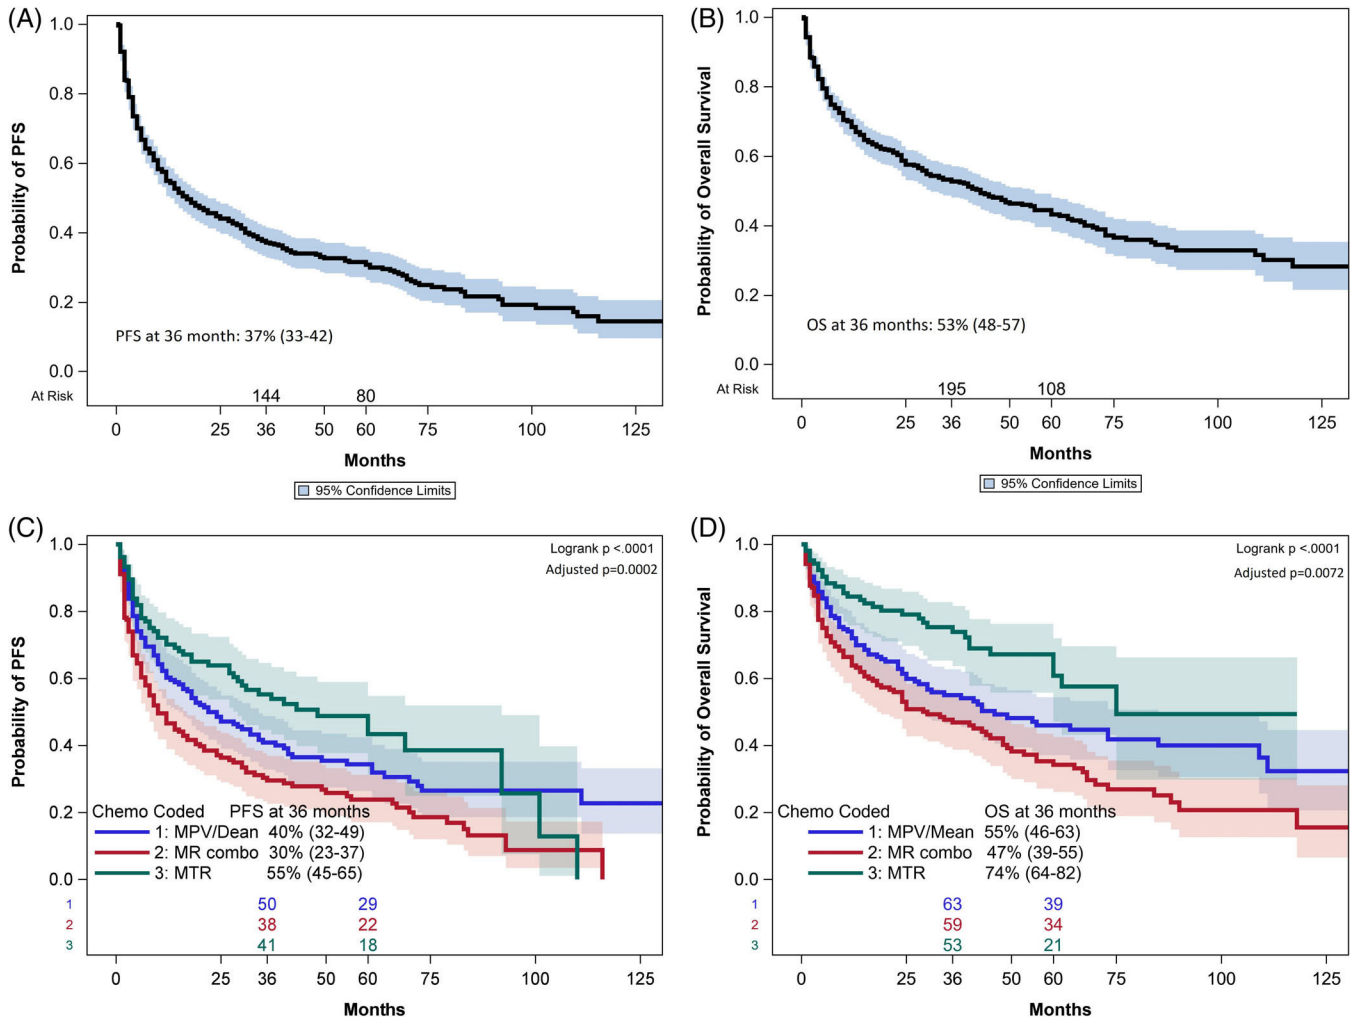 (A)
Probability of PFS
1.0
0.8
0.6
0.4
0.2
0.0
PFS at 36 month: 37% (33-42)
At Risk 144 80
0 25 36 50 60 75 100 125
Months
95% Confidence Limits
(B)
Probability of Overall Survival
1.0
0.8
0.6
0.4
0.2
0.0
OS at 36 months: 53% (48-57)
At Risk 195 108
0 25 36 50 60 75 100 125
Months
95% Confidence Limits
(C)
Probability of PFS
1.0
0.8
0.6
0.4
0.2
0.0
Logrank p <.0001
Adjusted p=0.0002
Chemo Coded PFS at 36 months
1: MPV/Dean 40% (32-49)
2: MR combo 30% (23-37)
3: MTR 55% (45-65)
1 50 29
2 38 22
3 41 18
0 25 36 50 60 75 100 125
Months
(D)
Probability of Overall Survival
1.0
0.8
0.6
0.4
0.2
0.0
Logrank p <.0001
Adjusted p=0.0072
Chemo Coded OS at 36 months
1: MPV/Mean 55% (46-63)
2: MR combo 47% (39-55)
3: MTR 74% (64-82)
1 63 39
2 59 34
3 53 21
0 25 36 50 60 75 100 125
Months